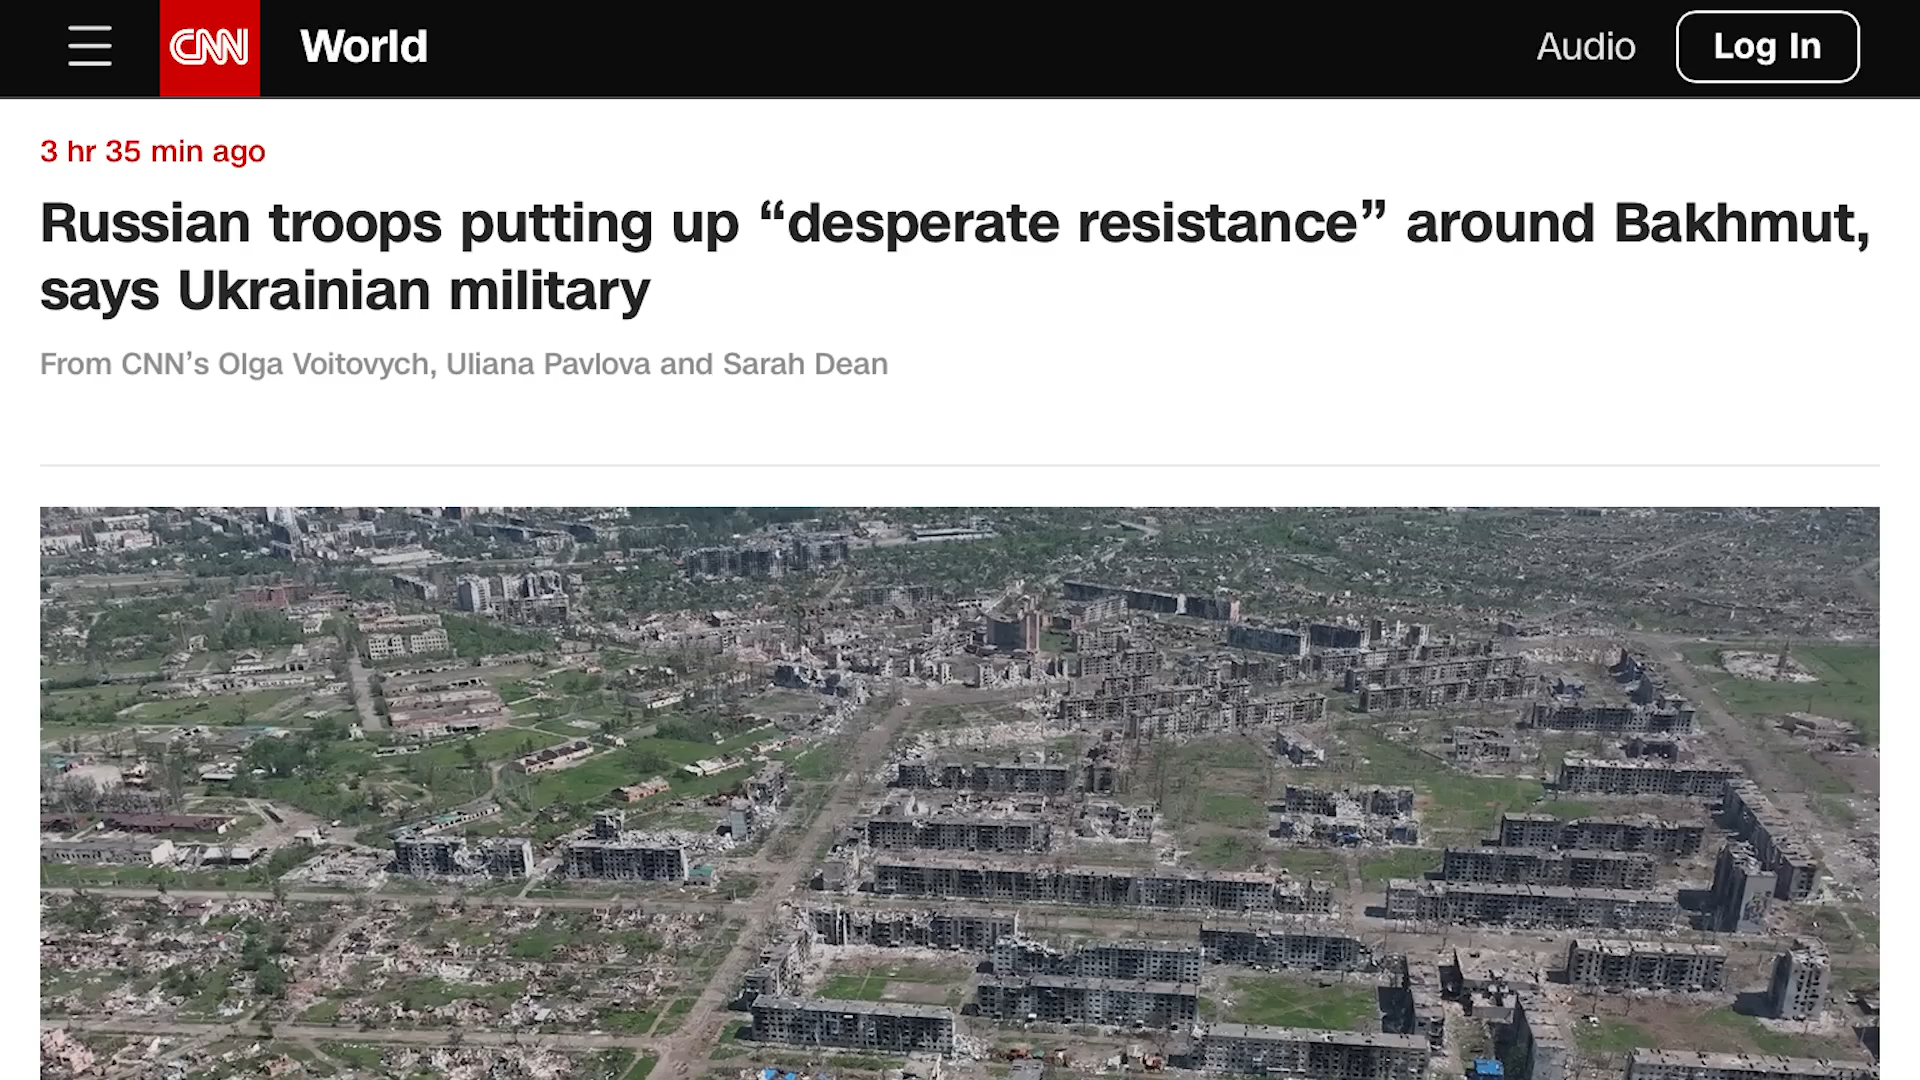 CNN World Audio Log In
3 hr 35 min ago
Russian troops putting up “desperate resistance” around Bakhmut,
says Ukrainian military
From CNN’s Olga Voitovych, Uliana Pavlova and Sarah Dean